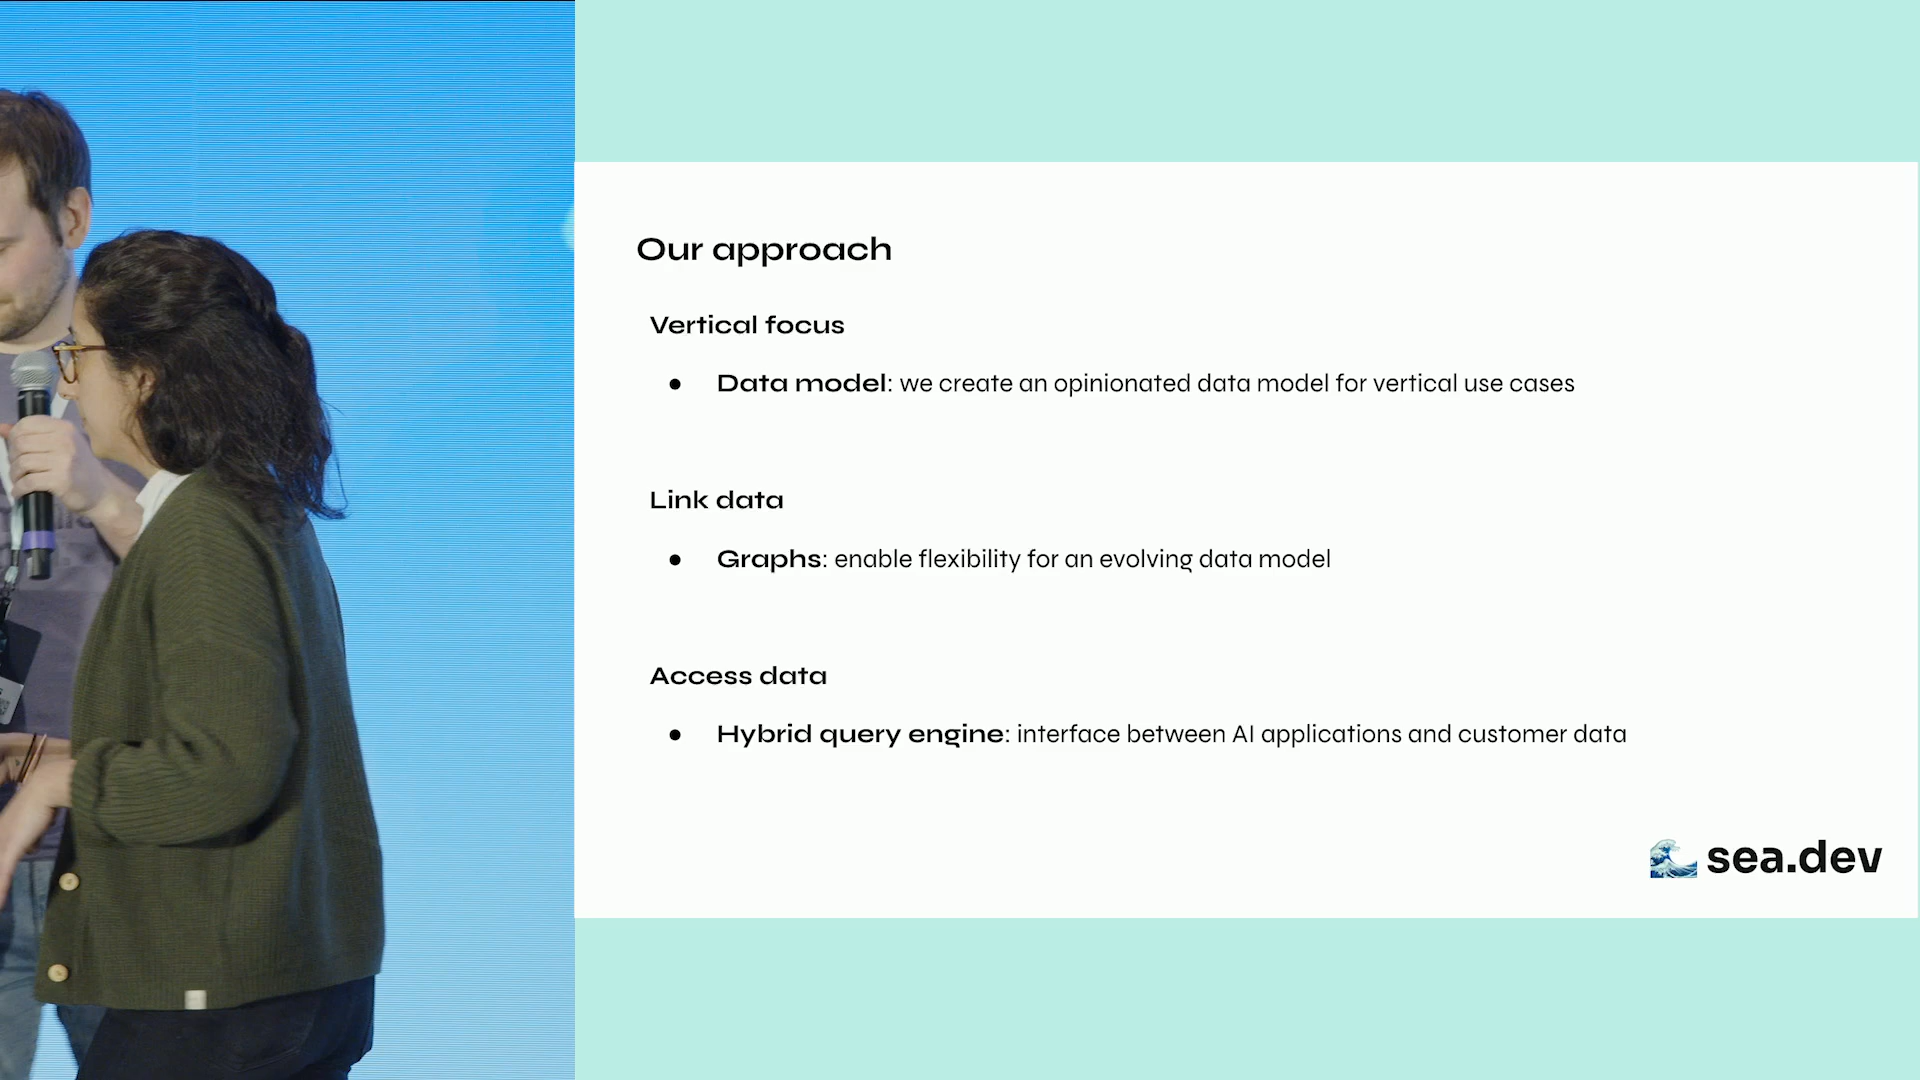 Our approach
Vertical focus
● Data model: we create an opinionated data model for vertical use cases
Link data
● Graphs: enable flexibility for an evolving data model
Access data
● Hybrid query engine: interface between AI applications and customer data
sea.dev